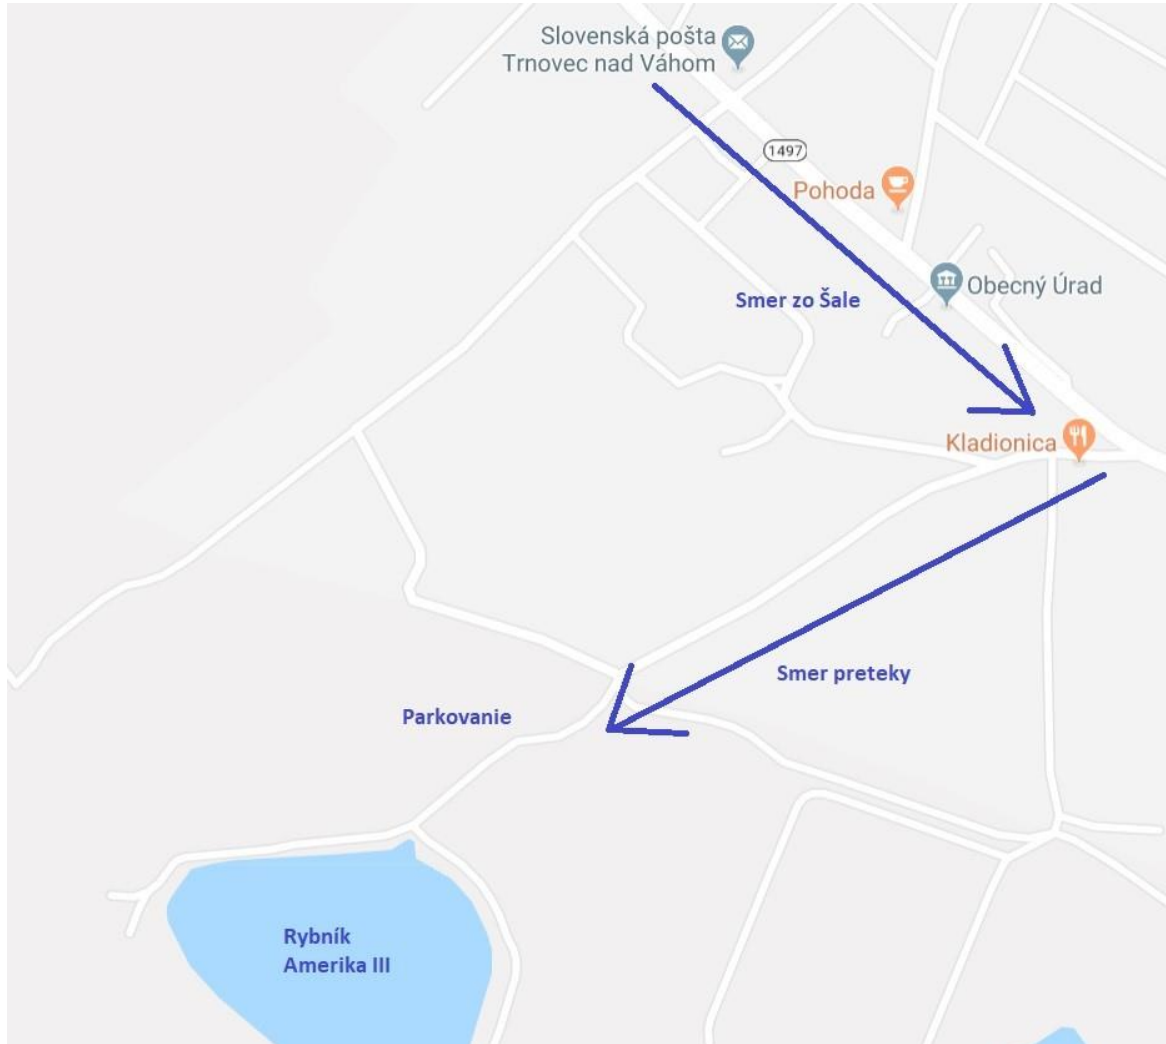 Slovenská pošta
Trnovec nad Váhom
1497
Pohoda
Obecný Úrad
Smer zo Šale
Kladionica
Smer preteky
Parkovanie
Rybník
Amerika III